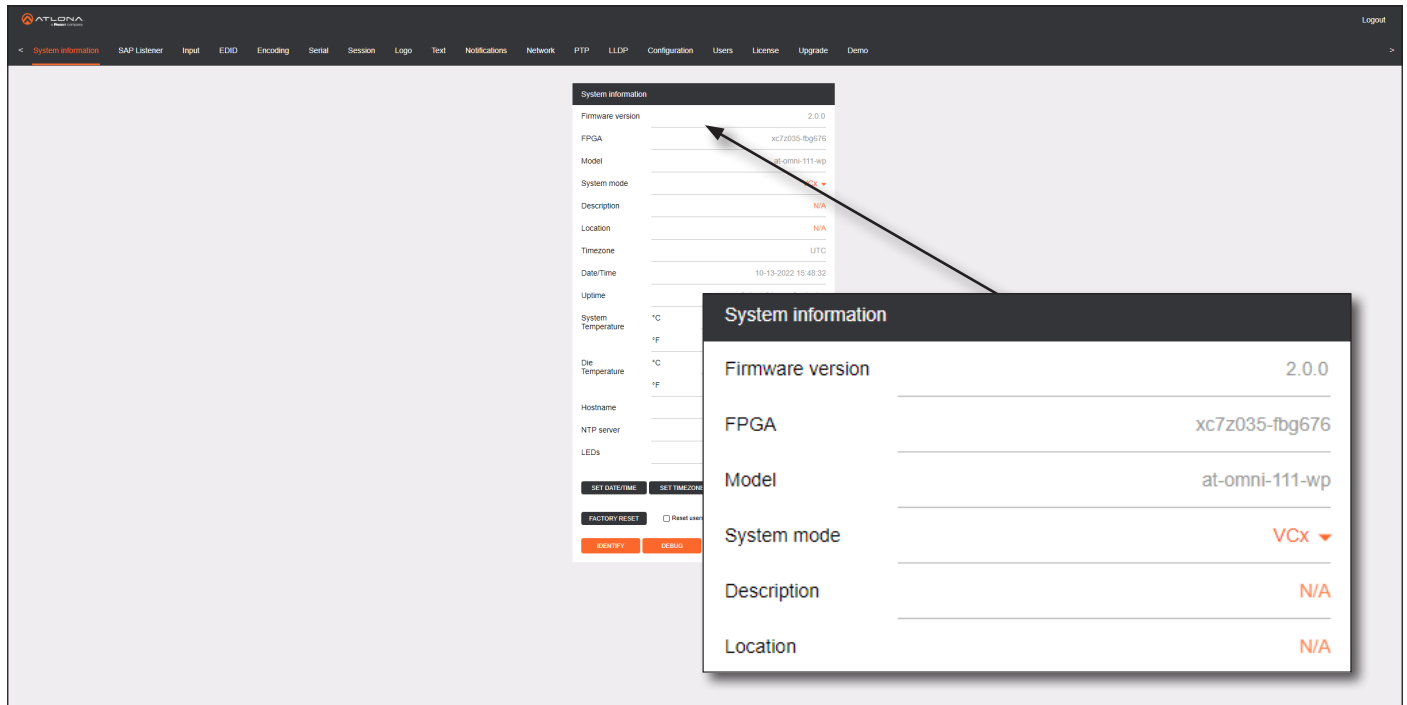 ATLONA
Logout
< System information SAP Listener Input EDID Encoding Serial Session Logo Text Notifications Network PTP LLDP Configuration Users License Upgrade Demo >
System information
Firmware version 2.0.0
FPGA xc7z035-fbg676
Model at-omni-111-wp
System mode VCx
Description N/A
Location N/A
Timezone UTC
Date/Time 10-13-2022 15:48:32
Uptime
System °C
Temperature
°F
Die °C
Temperature
°F
Hostname
NTP server
LEDs
SET DATE/TIME SET TIMEZONE
FACTORY RESET Reset users
IDENTIFY DEBUG
System information
Firmware version 2.0.0
FPGA xc7z035-fbg676
Model at-omni-111-wp
System mode VCx
Description N/A
Location N/A